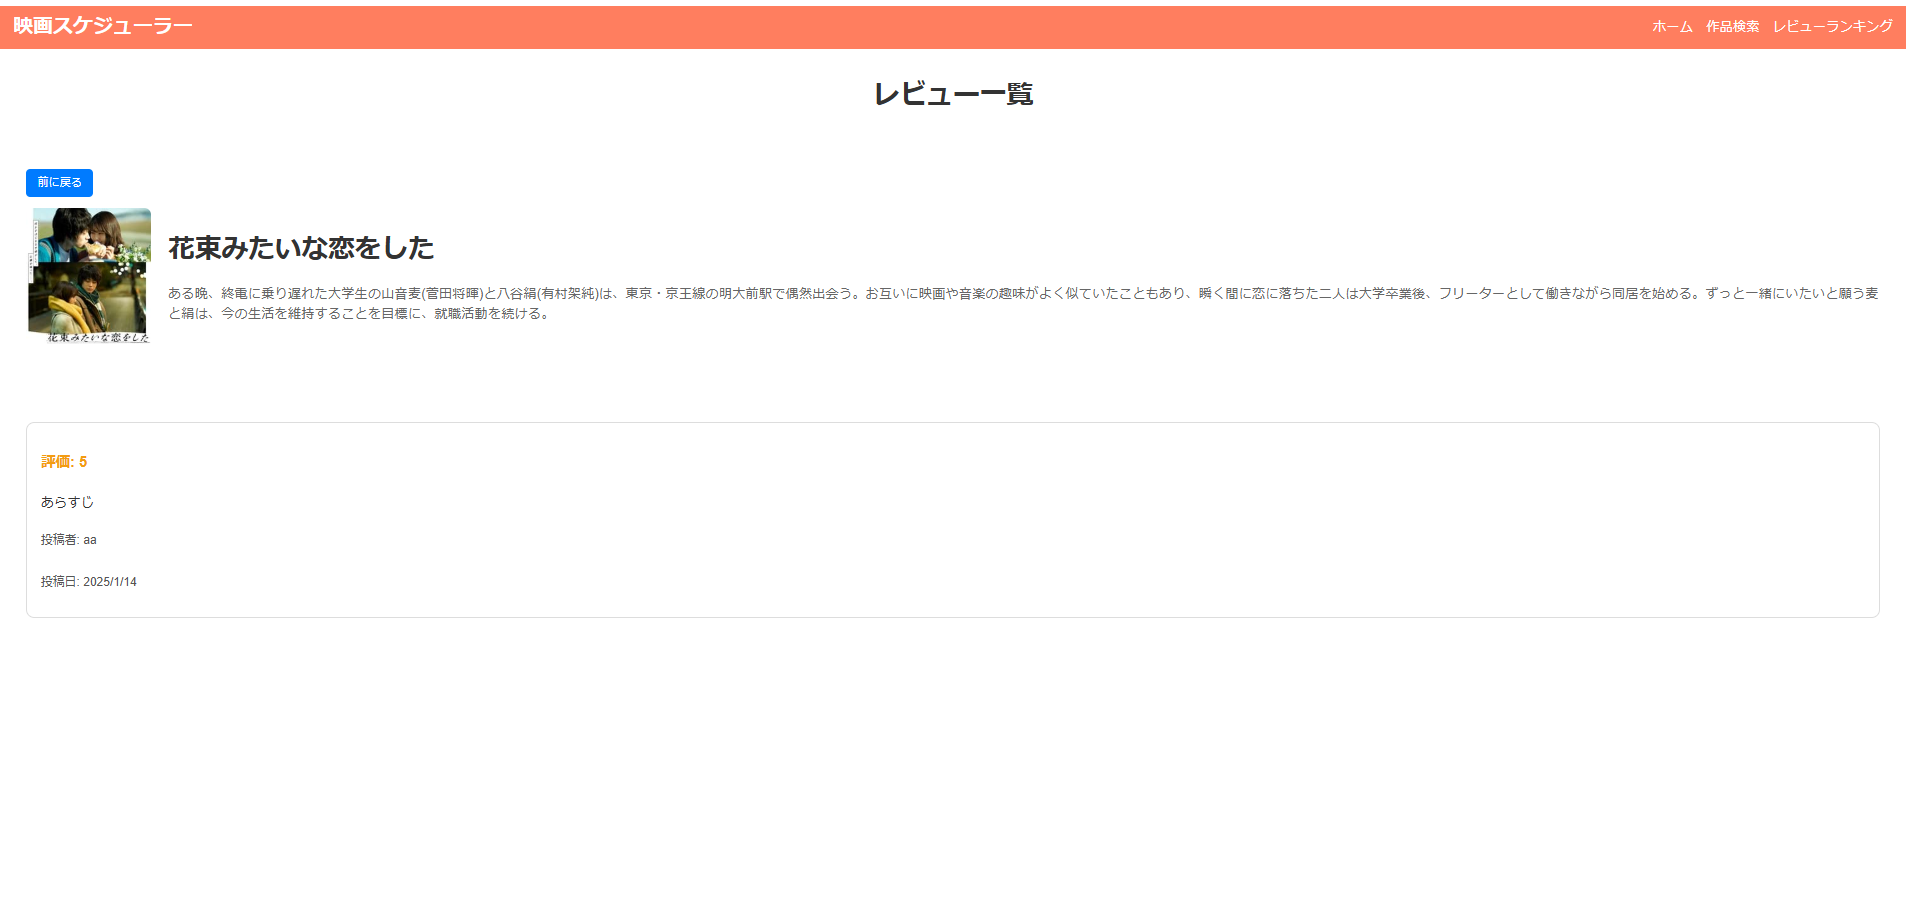 映画スケジューラー
ホーム 作品検索 レビューランキング
レビュー一覧
前に戻る
花束みたいな恋をした
花束みたいな恋をした
ある晩、終電に乗り遅れた大学生の山音麦(菅田将暉)と八谷絹(有村架純)は、東京・京王線の明大前駅で偶然出会う。お互いに映画や音楽の趣味がよく似ていたこともあり、瞬く間に恋に落ちた二人は大学卒業後、フリーターとして働きながら同居を始める。ずっと一緒にいたいと願う麦
と絹は、今の生活を維持することを目標に、就職活動を続ける。
評価: 5
あらすじ
投稿者: aa
投稿日: 2025/1/14